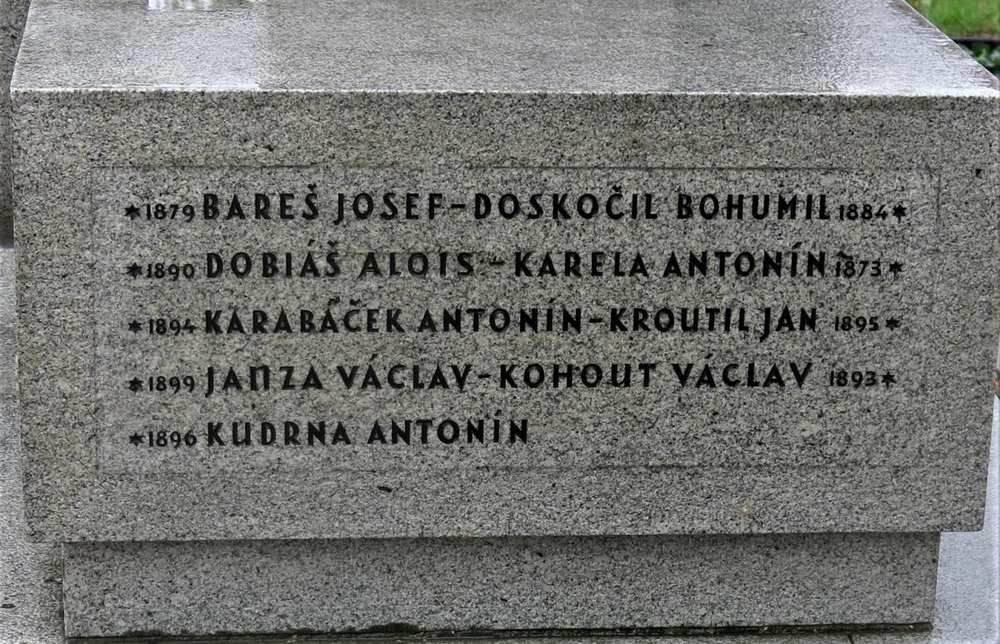 *1879 BAREŠ JOSEF-DOSKOČIL BOHUMIL 1884*
*1890 DOBIÁŠ ALOIS-KARELA ANTONÍN 1873*
*1894 KARABÁČEK ANTONÍN-KROUTIL JAN 1895*
*1899 JANZA VÁCLAV-KOHOUT VÁCLAV 1893*
*1896 KUDRNA ANTONÍN